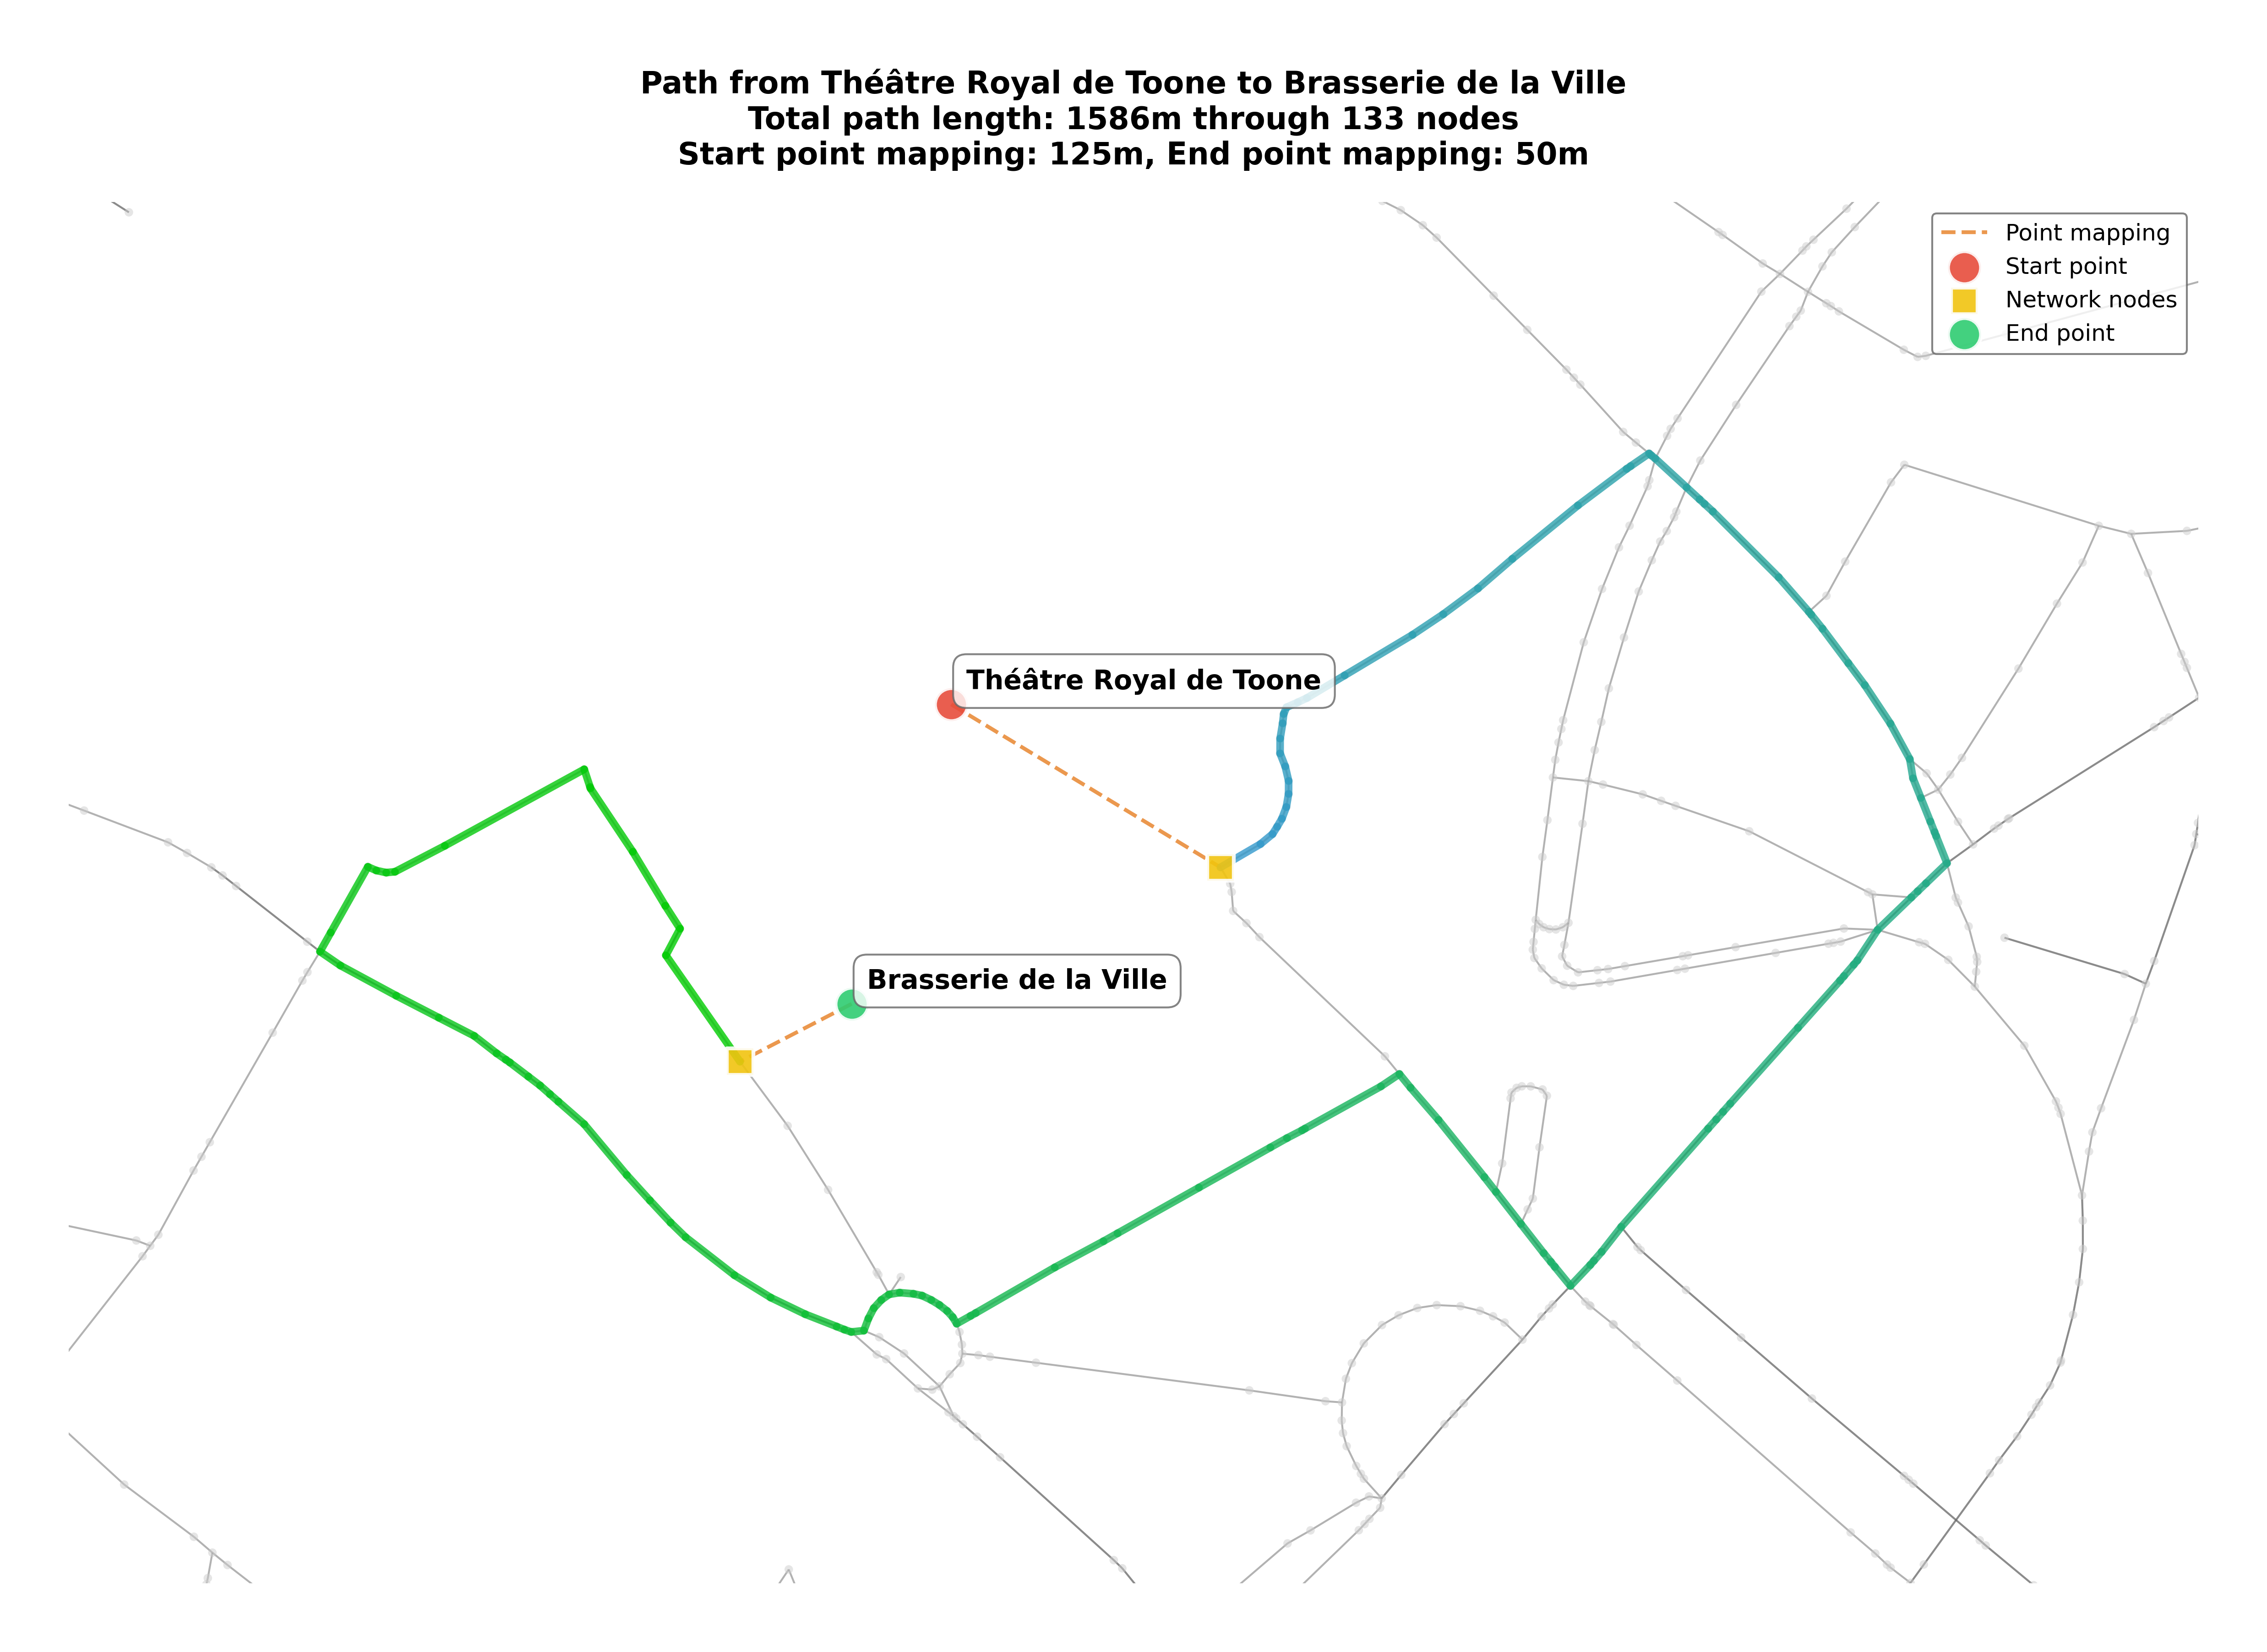 Path from Théâtre Royal de Toone to Brasserie de la Ville
Total path length: 1586m through 133 nodes
Start point mapping: 125m, End point mapping: 50m
Point mapping
Start point
Network nodes
End point
Théâtre Royal de Toone
Brasserie de la Ville